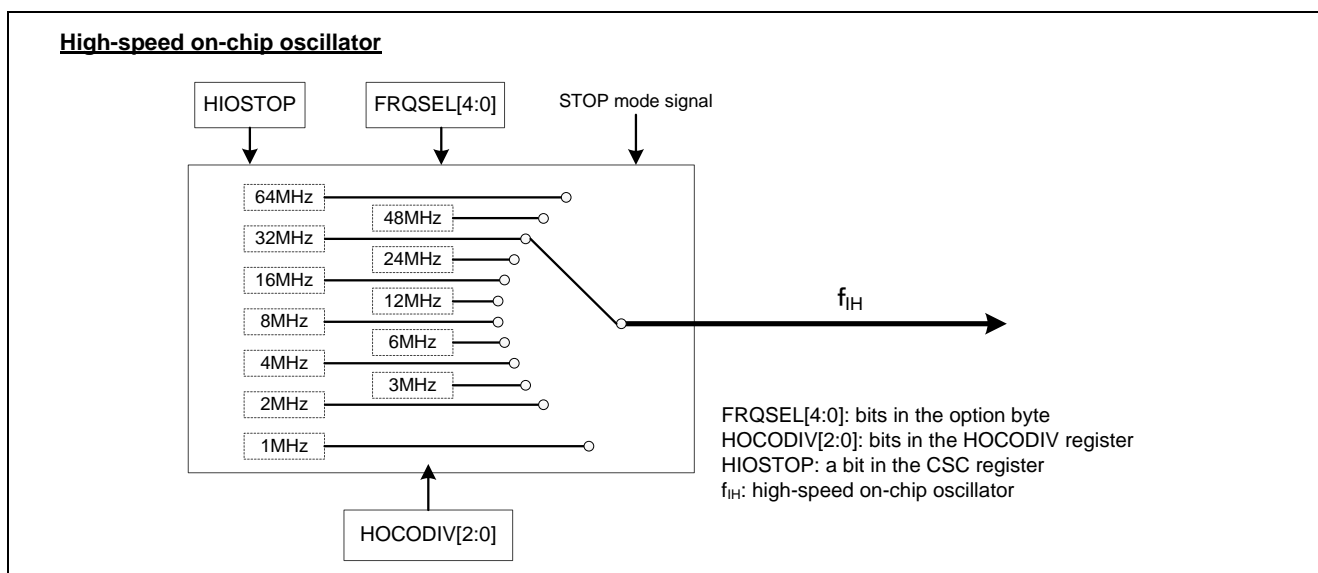 High-speed on-chip oscillator
HIOSTOP
FRQSEL[4:0]
STOP mode signal
64MHz
48MHz
32MHz
24MHz
16MHz
12MHz
8MHz
6MHz
4MHz
3MHz
2MHz
1MHz
fIH
FRQSEL[4:0]: bits in the option byte
HOCODIV[2:0]: bits in the HOCODIV register
HIOSTOP: a bit in the CSC register
fIH: high-speed on-chip oscillator
HOCODIV[2:0]